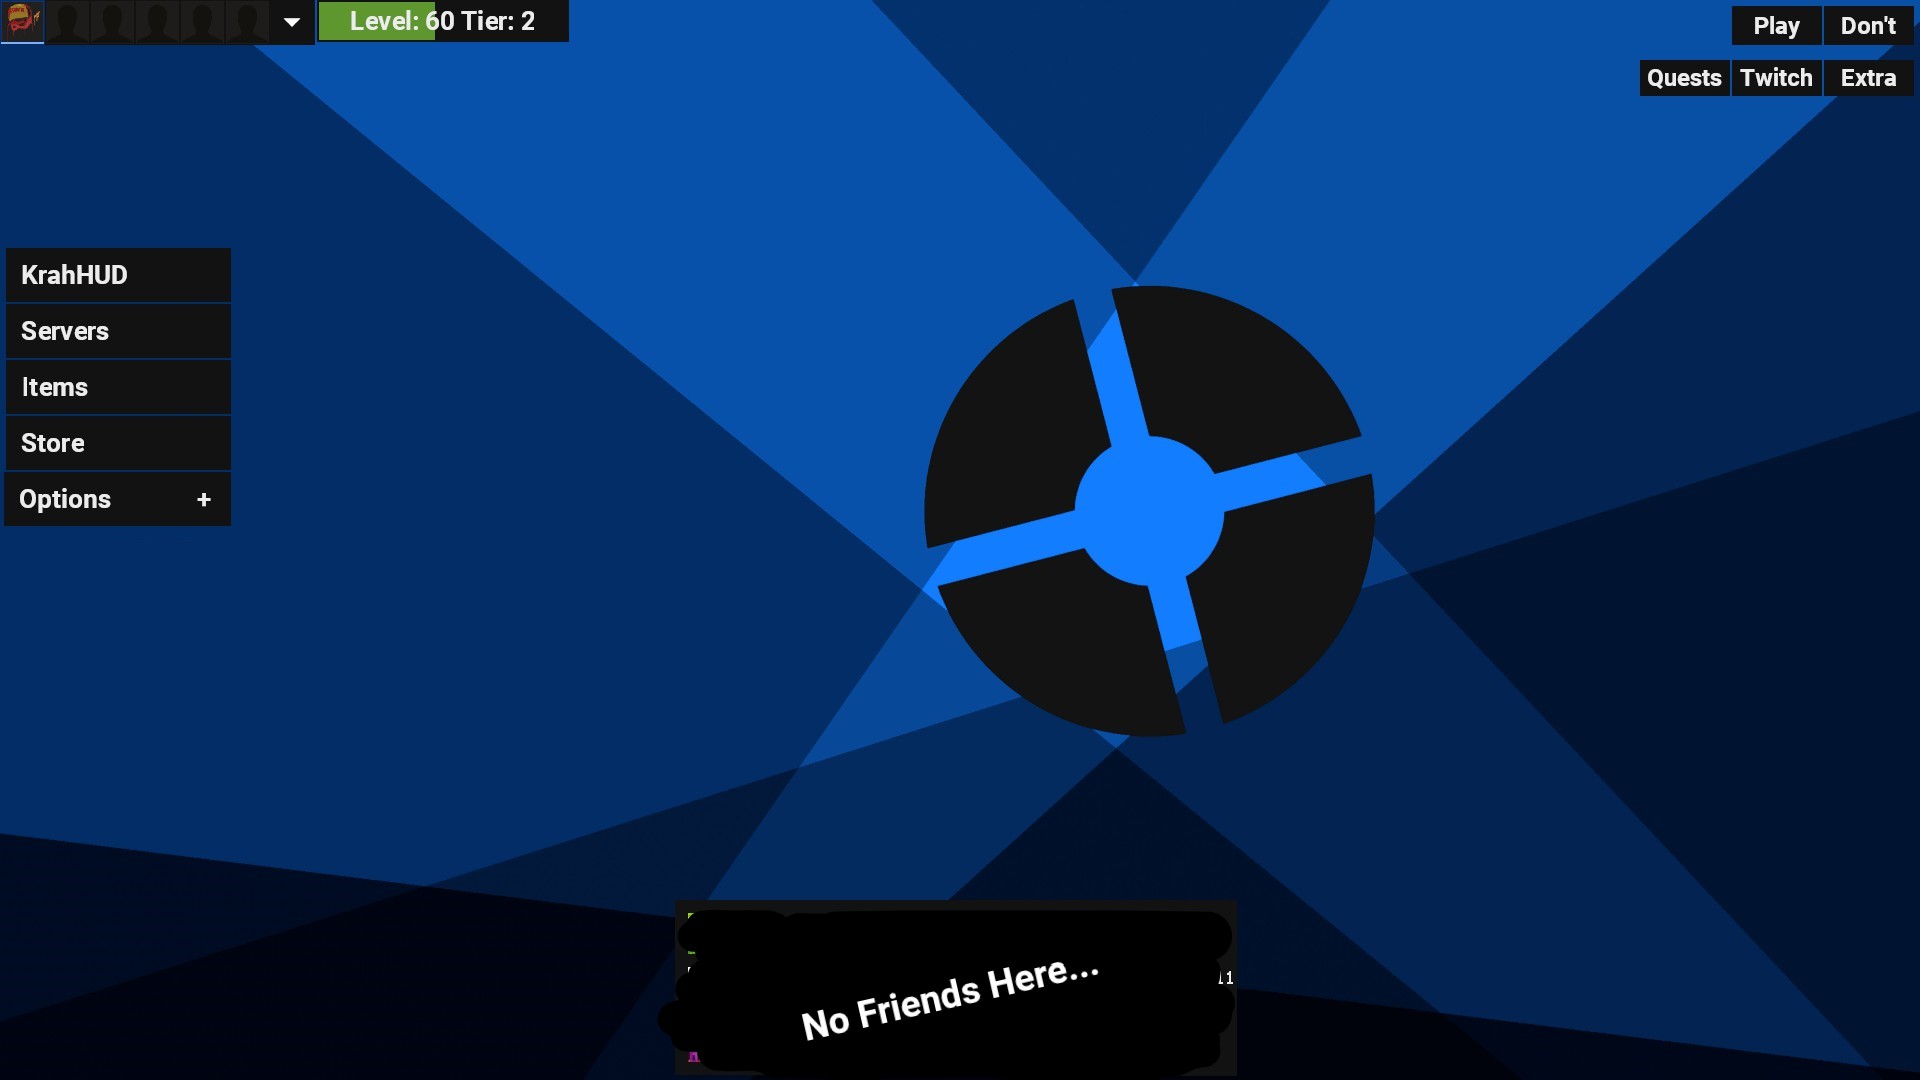 Level: 60 Tier: 2
Play
Don't
Quests
Twitch
Extra
KrahHUD
Servers
Items
Store
Options +
No Friends Here...